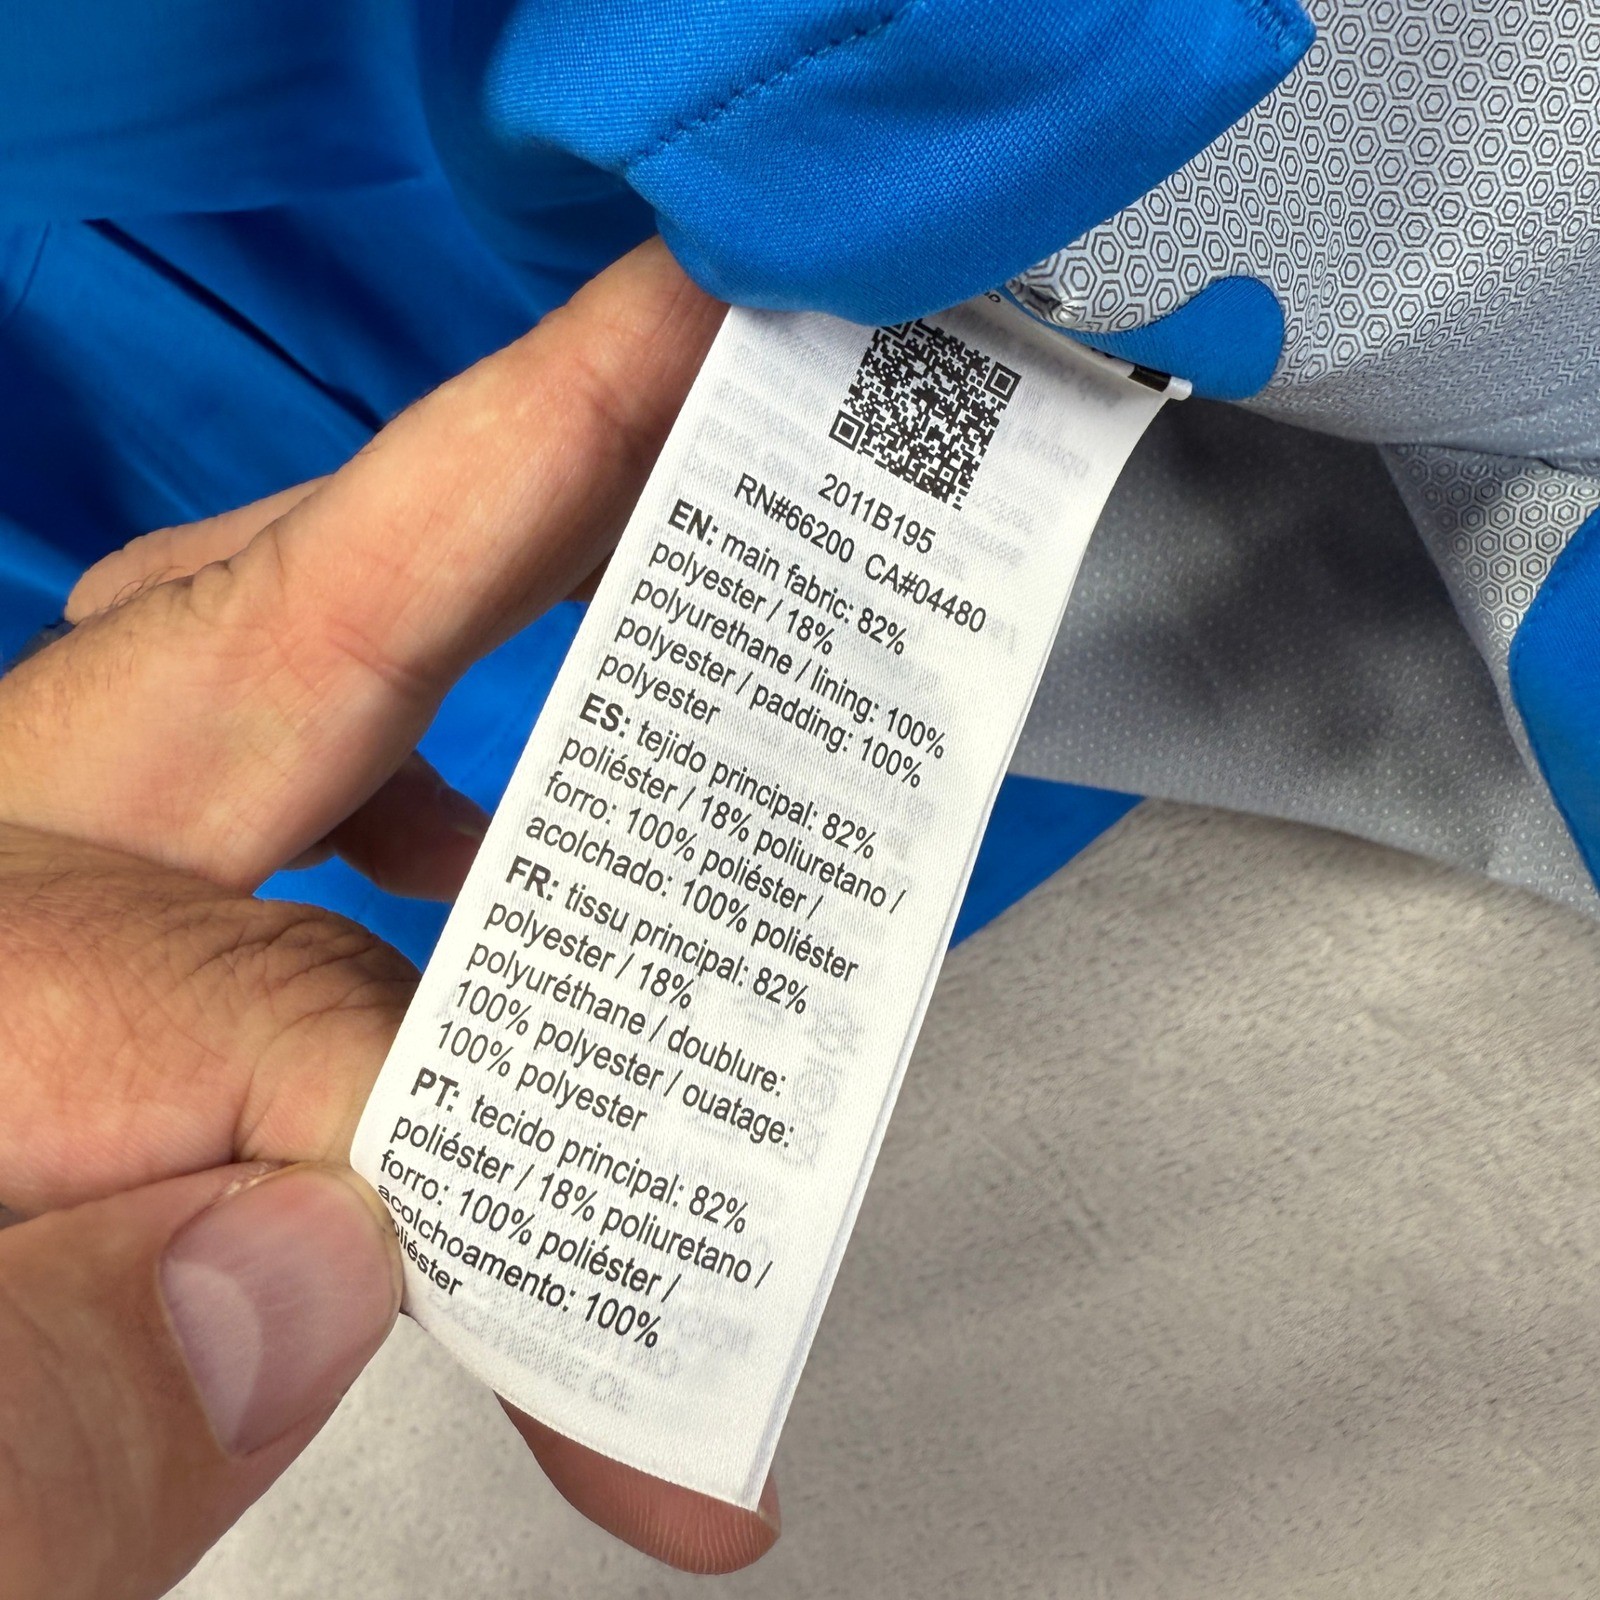 2011B195
RN#66200 CA#04480
EN: main fabric: 82%
polyester / 18%
polyurethane / lining: 100%
polyester / padding: 100%
polyester
ES: tejido principal: 82%
poliéster / 18% poliuretano /
forro: 100% poliéster /
acolchado: 100% poliéster
FR: tissu principal: 82%
polyester / 18%
polyuréthane / doublure:
100% polyester / ouatage:
100% polyester
PT: tecido principal: 82%
poliéster / 18% poliuretano /
forro: 100% poliéster /
acolchoamento: 100%
poliéster